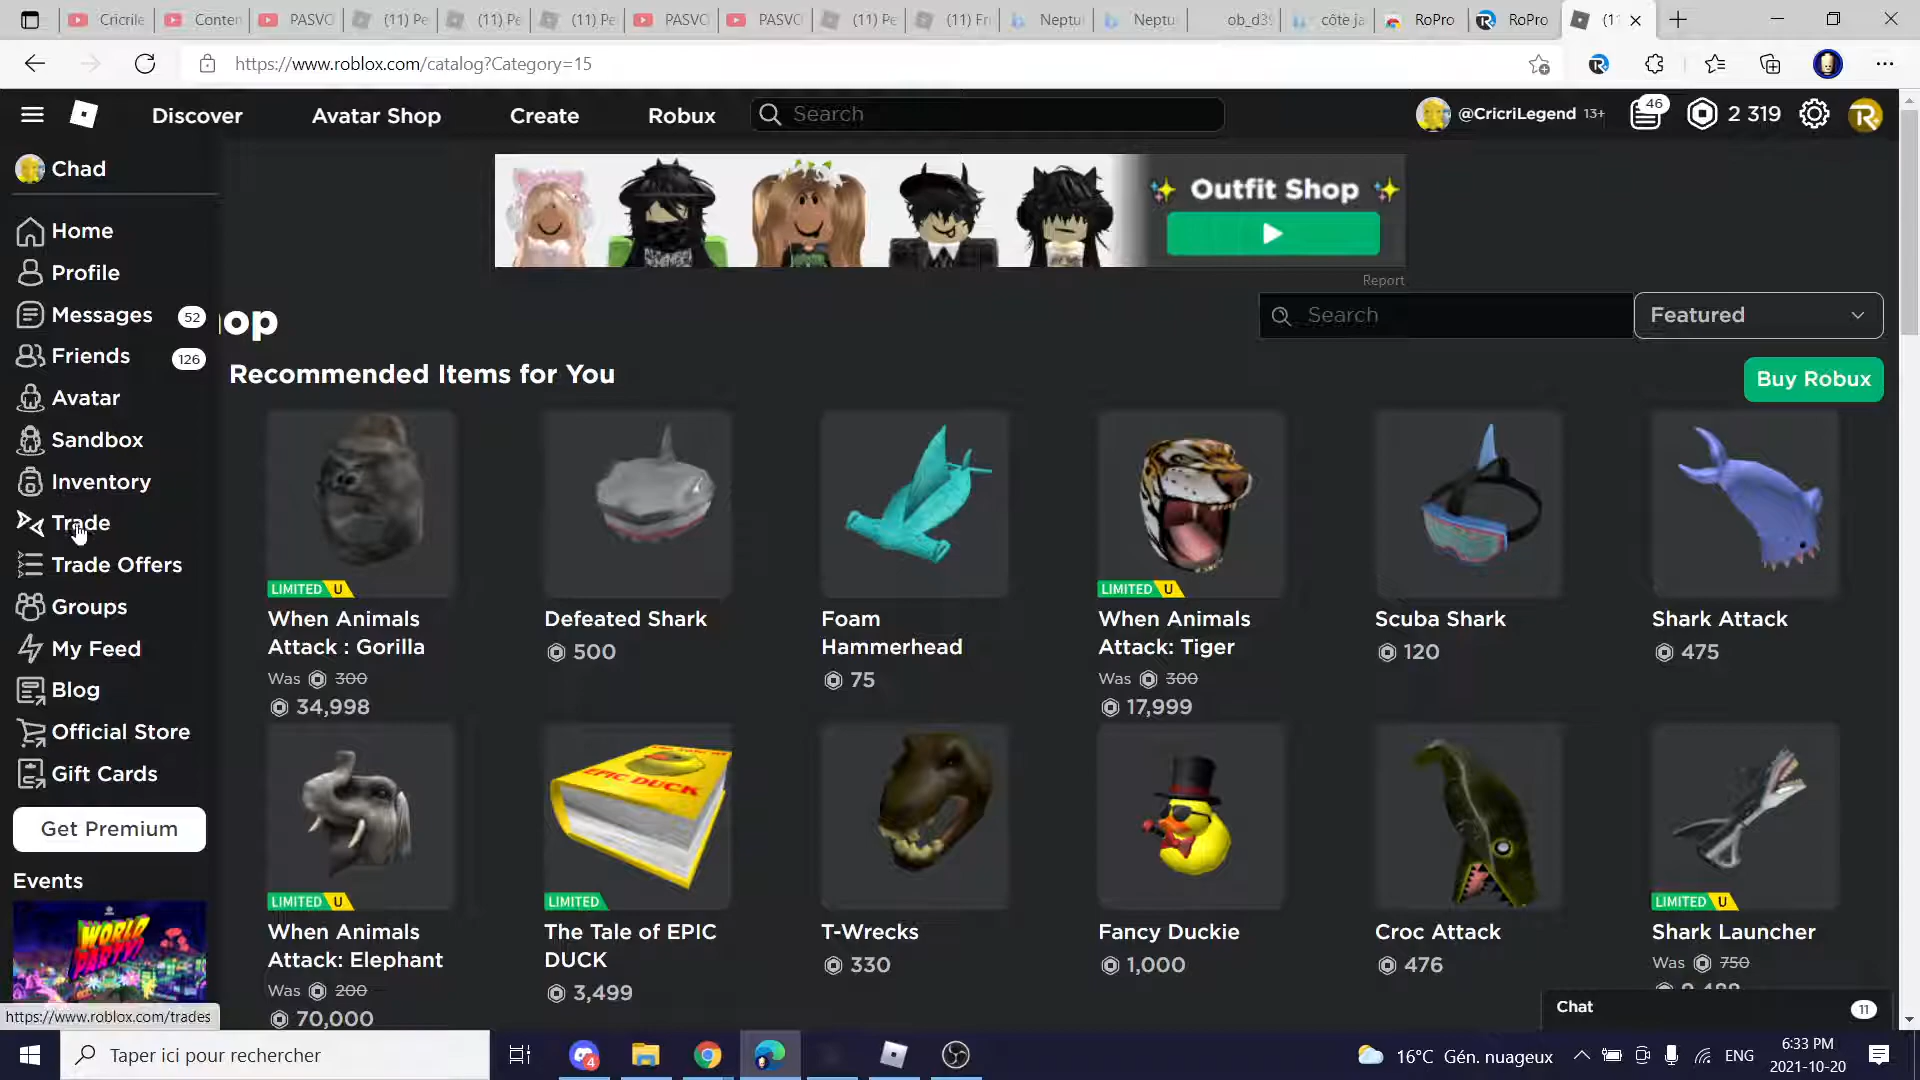 Cricrile
Conten
PASVO
(11) Pe
(11) Pe
(11) Pe
PASVO
PASVO
(11) Pe
(11) Fri
Neptu
Neptu
ob_d39
côte ja
RoPro
RoPro
(11
https://www.roblox.com/catalog?Category=15
Discover
Avatar Shop
Create
Robux
Search
@CricriLegend 13+
46
2 319
Chad
Home
Profile
Messages 52
Friends 126
Avatar
Sandbox
Inventory
Trade
Trade Offers
Groups
My Feed
Blog
Official Store
Gift Cards
Get Premium
Events
WORLD
PARTY!
https://www.roblox.com/trades
Outfit Shop
Report
op
Search
Featured
Recommended Items for You
Buy Robux
LIMITED U
When Animals
Attack : Gorilla
Was 300
34,998
Defeated Shark
500
Foam
Hammerhead
75
LIMITED U
When Animals
Attack: Tiger
Was 300
17,999
Scuba Shark
120
Shark Attack
475
LIMITED U
When Animals
Attack: Elephant
Was 200
70,000
EPIC DUCK
LIMITED
The Tale of EPIC
DUCK
3,499
T-Wrecks
330
Fancy Duckie
1,000
Croc Attack
476
LIMITED U
Shark Launcher
Was 750
Chat 11
Taper ici pour rechercher
4
16°C Gén. nuageux
ENG
6:33 PM
2021-10-20